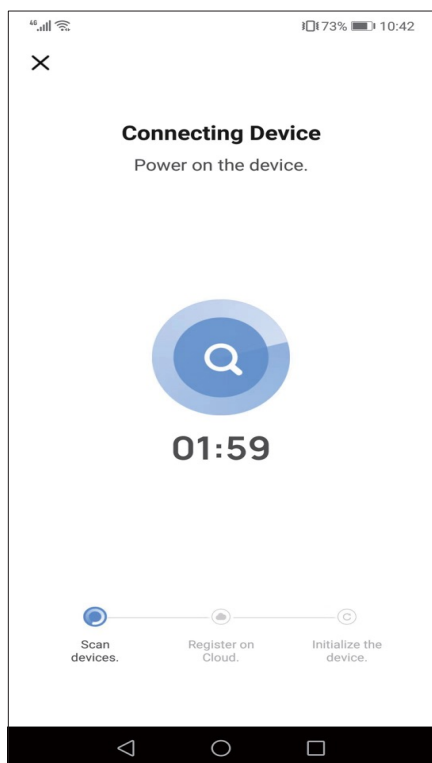 46 73% 10:42
Connecting Device
Power on the device.
01:59
Scan Register on Initialize the
devices. Cloud. device.